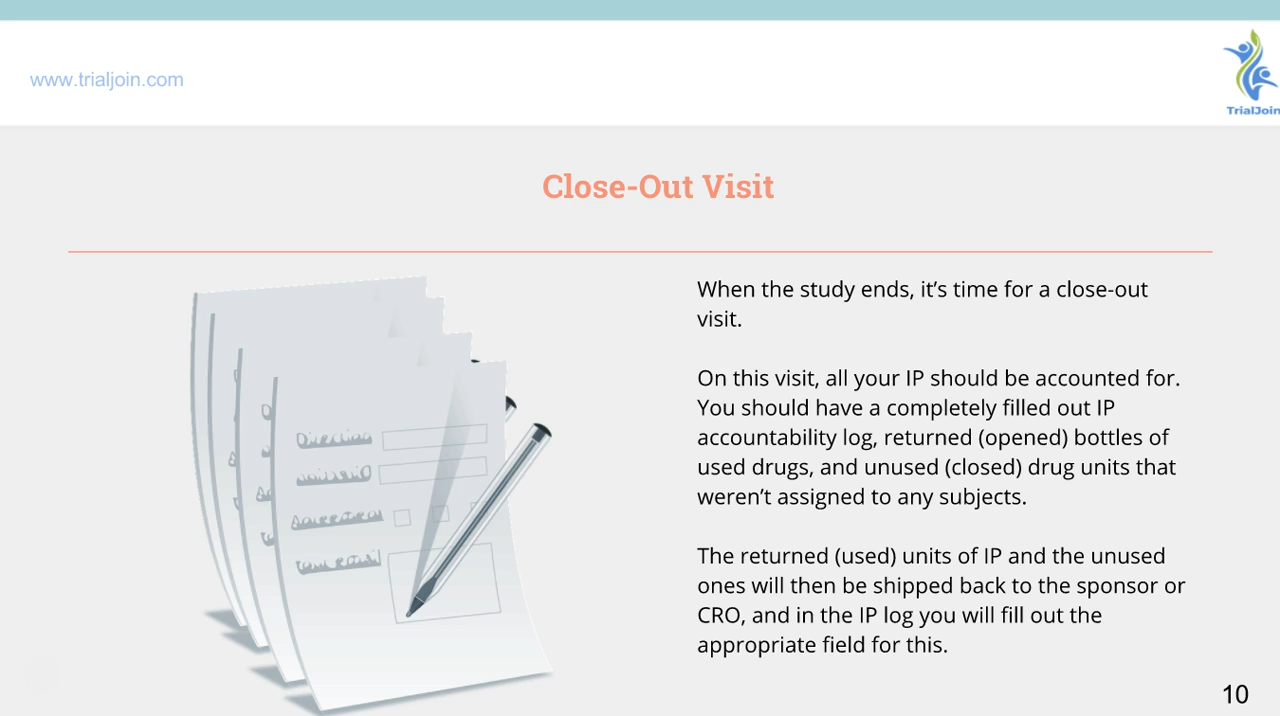 www.trialjoin.com
TrialJoin
Close-Out Visit
When the study ends, it’s time for a close-out
visit.
On this visit, all your IP should be accounted for.
You should have a completely filled out IP
accountability log, returned (opened) bottles of
used drugs, and unused (closed) drug units that
weren’t assigned to any subjects.
The returned (used) units of IP and the unused
ones will then be shipped back to the sponsor or
CRO, and in the IP log you will fill out the
appropriate field for this.
10